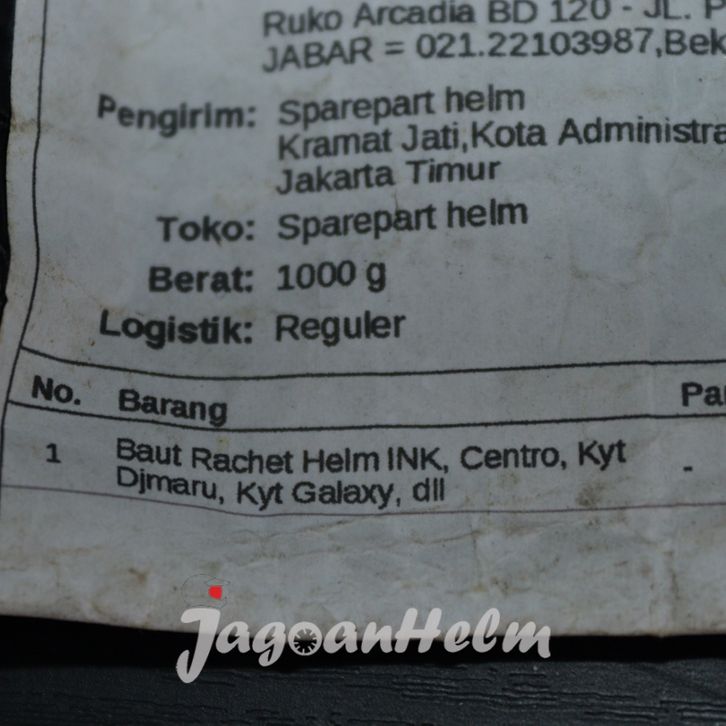 Ruko Arcadia BD 120 - JL. P
JABAR = 021.22103987,Bek
Pengirim: Sparepart helm
Kramat Jati,Kota Administra
Jakarta Timur
Toko: Sparepart helm
Berat: 1000 g
Logistik: Reguler
No. Barang Pa
1 Baut Rachet Helm INK, Centro, Kyt -
Djmaru, Kyt Galaxy, dll
JagoanHelm